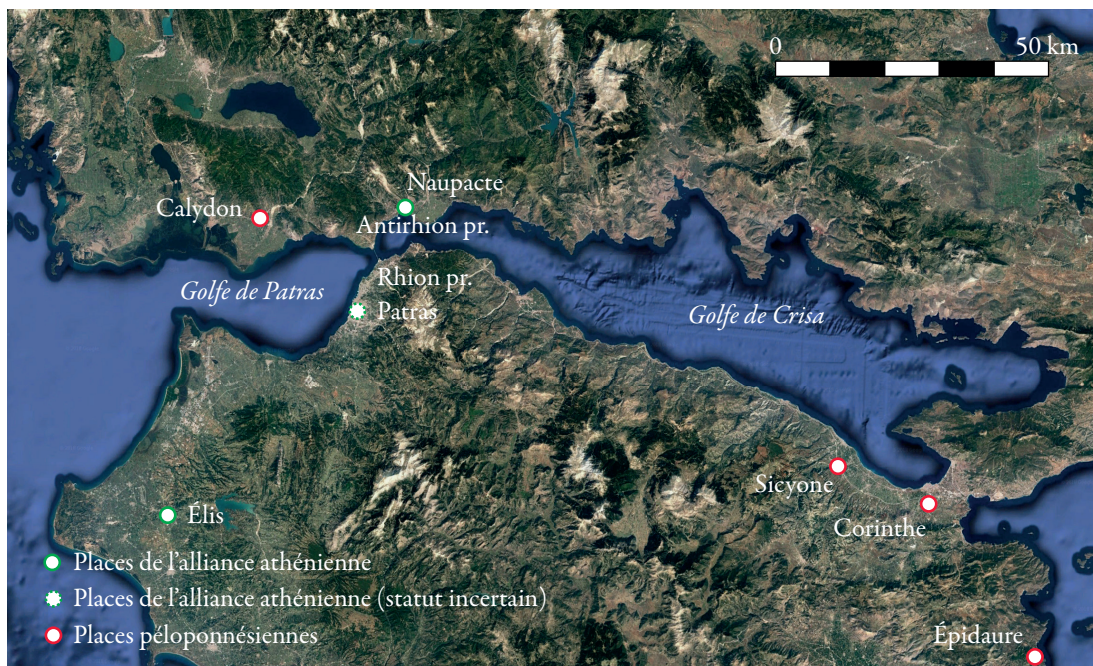 0 50 km
Naupacte
Calydon
Antirhion pr.
Rhion pr.
Golfe de Patras
Patras
Golfe de Crisa
Sicyone
Corinthe
Élis
Places de l'alliance athénienne
Places de l'alliance athénienne (statut incertain)
Places péloponnésiennes
Épidaure